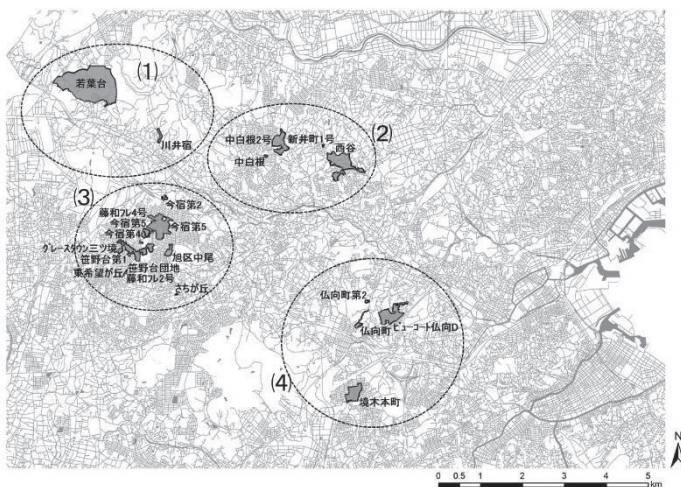 (1)
若葉台
川井宿
(2)
中白根2号
新井町1号
西谷
中白根
(3)
今宿第2
藤和フレ4号
今宿第5
今宿第5
今宿第4
グレースタウン三ツ境
笹野台第1
旭区中尾
笹野台団地
東希望が丘
藤和フレ2号
さちが丘
仏向町第2
仏向町
ビューコート仏向D
(4)
境木本町
N
0 0.5 1 2 3 4 5
km